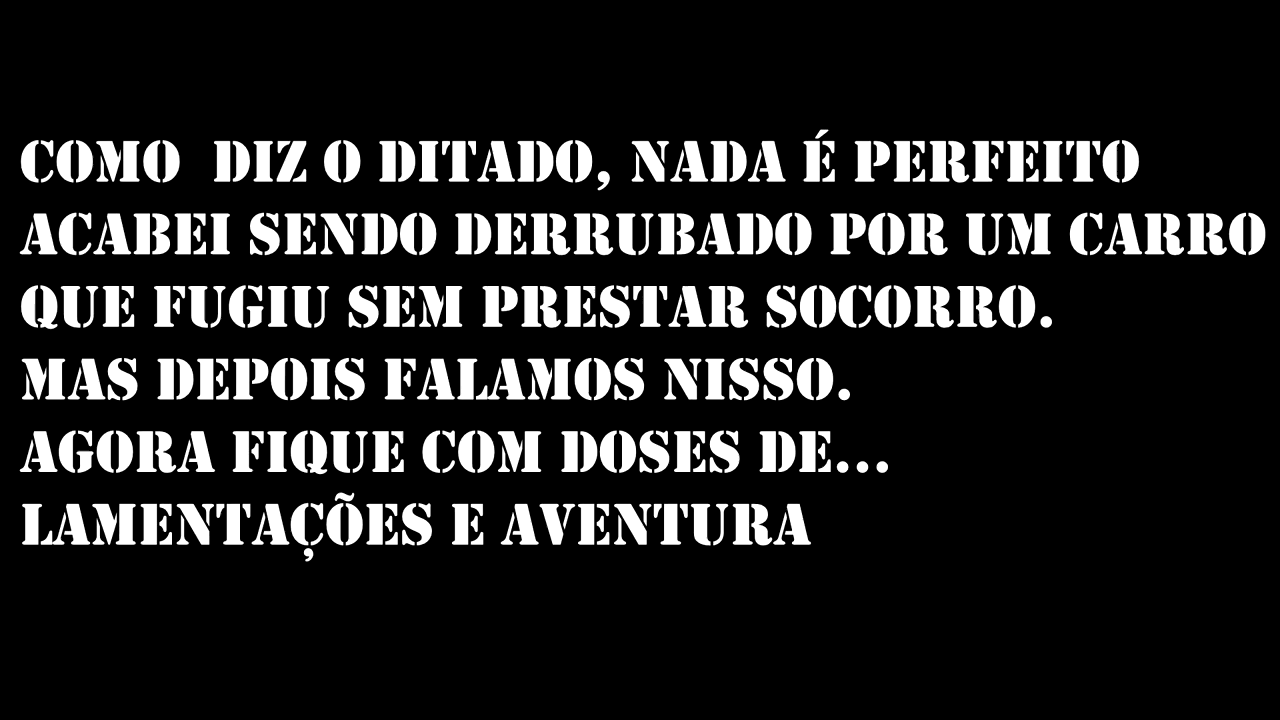 COMO  DIZ O DITADO, NADA É PERFEITO
ACABEI SENDO DERRUBADO POR UM CARRO
QUE FUGIU SEM PRESTAR SOCORRO.
MAS DEPOIS FALAMOS NISSO.
AGORA FIQUE COM DOSES DE...
LAMENTAÇÕES E AVENTURA